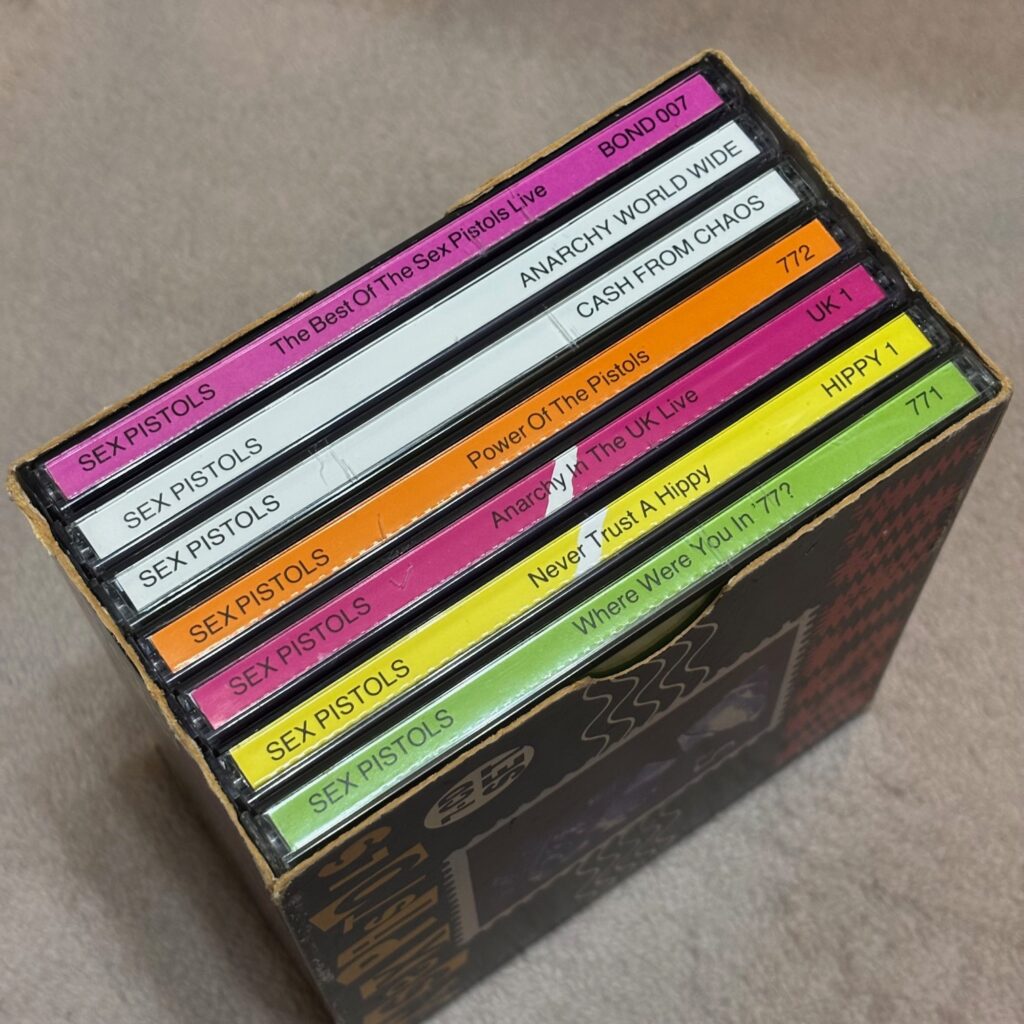 SEX PISTOLS The Best Of The Sex Pistols Live BOND 007
SEX PISTOLS ANARCHY WORLD WIDE
SEX PISTOLS CASH FROM CHAOS
SEX PISTOLS Power Of The Pistols 772
SEX PISTOLS Anarchy In The UK Live UK 1
SEX PISTOLS Never Trust A Hippy HIPPY 1
SEX PISTOLS Where Were You In '77? 771